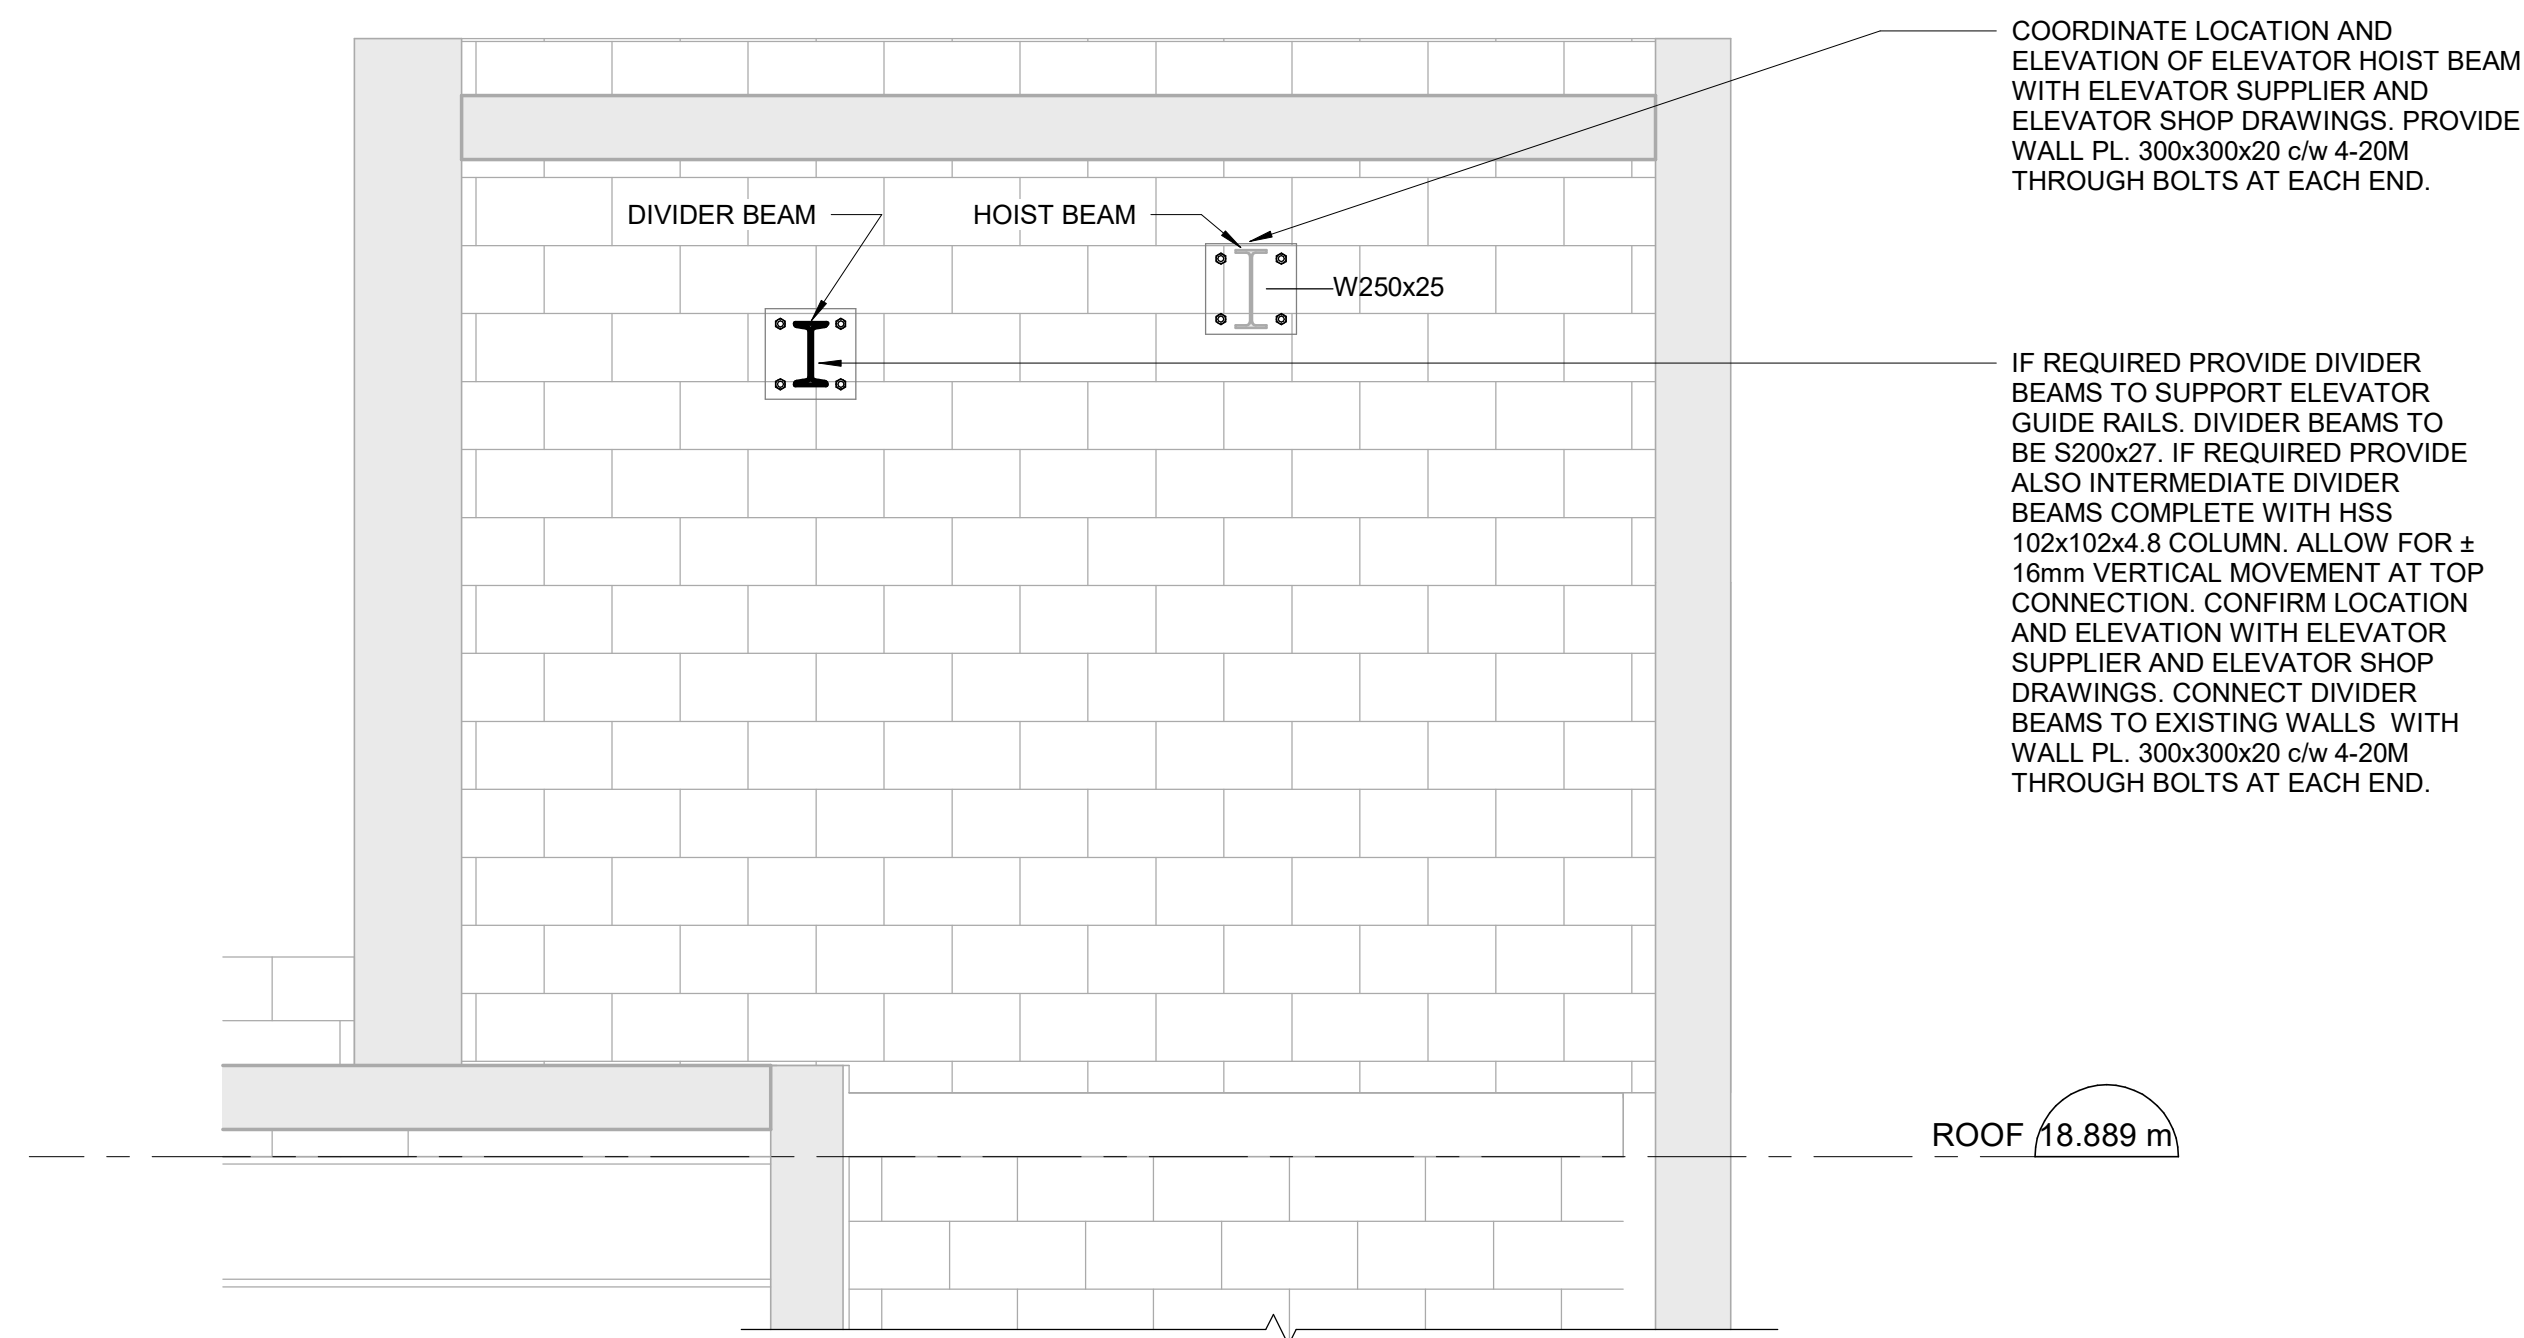 COORDINATE LOCATION AND
ELEVATION OF ELEVATOR HOIST BEAM
WITH ELEVATOR SUPPLIER AND
ELEVATOR SHOP DRAWINGS. PROVIDE
WALL PL. 300x300x20 c/w 4-20M
THROUGH BOLTS AT EACH END.
DIVIDER BEAM
HOIST BEAM
W250x25
IF REQUIRED PROVIDE DIVIDER
BEAMS TO SUPPORT ELEVATOR
GUIDE RAILS. DIVIDER BEAMS TO
BE S200x27. IF REQUIRED PROVIDE
ALSO INTERMEDIATE DIVIDER
BEAMS COMPLETE WITH HSS
102x102x4.8 COLUMN. ALLOW FOR ±
16mm VERTICAL MOVEMENT AT TOP
CONNECTION. CONFIRM LOCATION
AND ELEVATION WITH ELEVATOR
SUPPLIER AND ELEVATOR SHOP
DRAWINGS. CONNECT DIVIDER
BEAMS TO EXISTING WALLS  WITH
WALL PL. 300x300x20 c/w 4-20M
THROUGH BOLTS AT EACH END.
ROOF 18.889 m